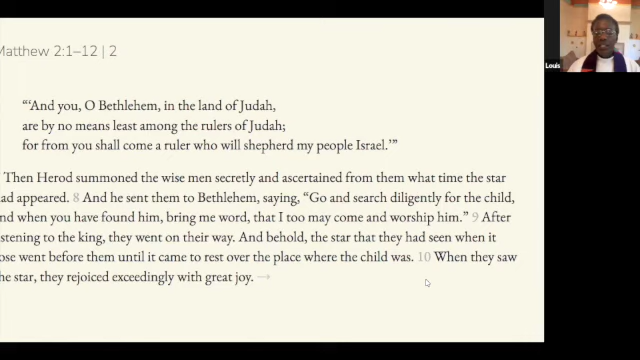 Matthew 2:1–12 | 2
“‘And you, O Bethlehem, in the land of Judah,
are by no means least among the rulers of Judah;
for from you shall come a ruler who will shepherd my people Israel.’”
Then Herod summoned the wise men secretly and ascertained from them what time the star
ad appeared. 8 And he sent them to Bethlehem, saying, “Go and search diligently for the child,
nd when you have found him, bring me word, that I too may come and worship him.” 9 After
istening to the king, they went on their way. And behold, the star that they had seen when it
ose went before them until it came to rest over the place where the child was. 10 When they saw
he star, they rejoiced exceedingly with great joy. →
Louis